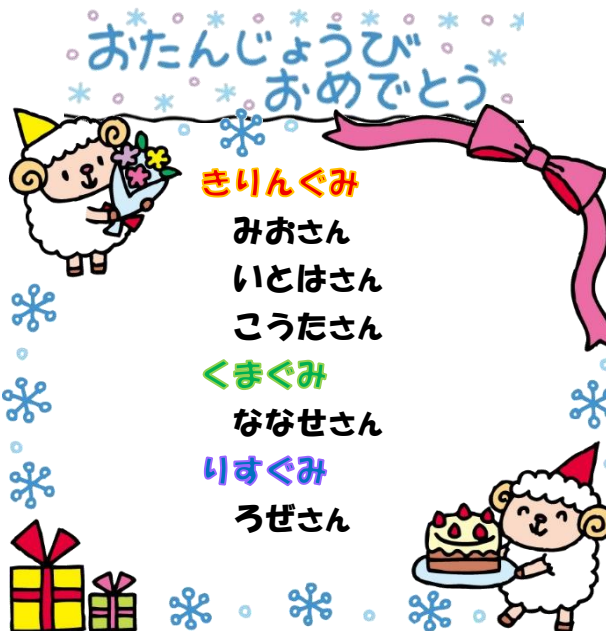 おたんじょうび
おめでとう
きりんぐみ
みおさん
いとはさん
こうたさん
くまぐみ
ななせさん
りすぐみ
ろぜさん